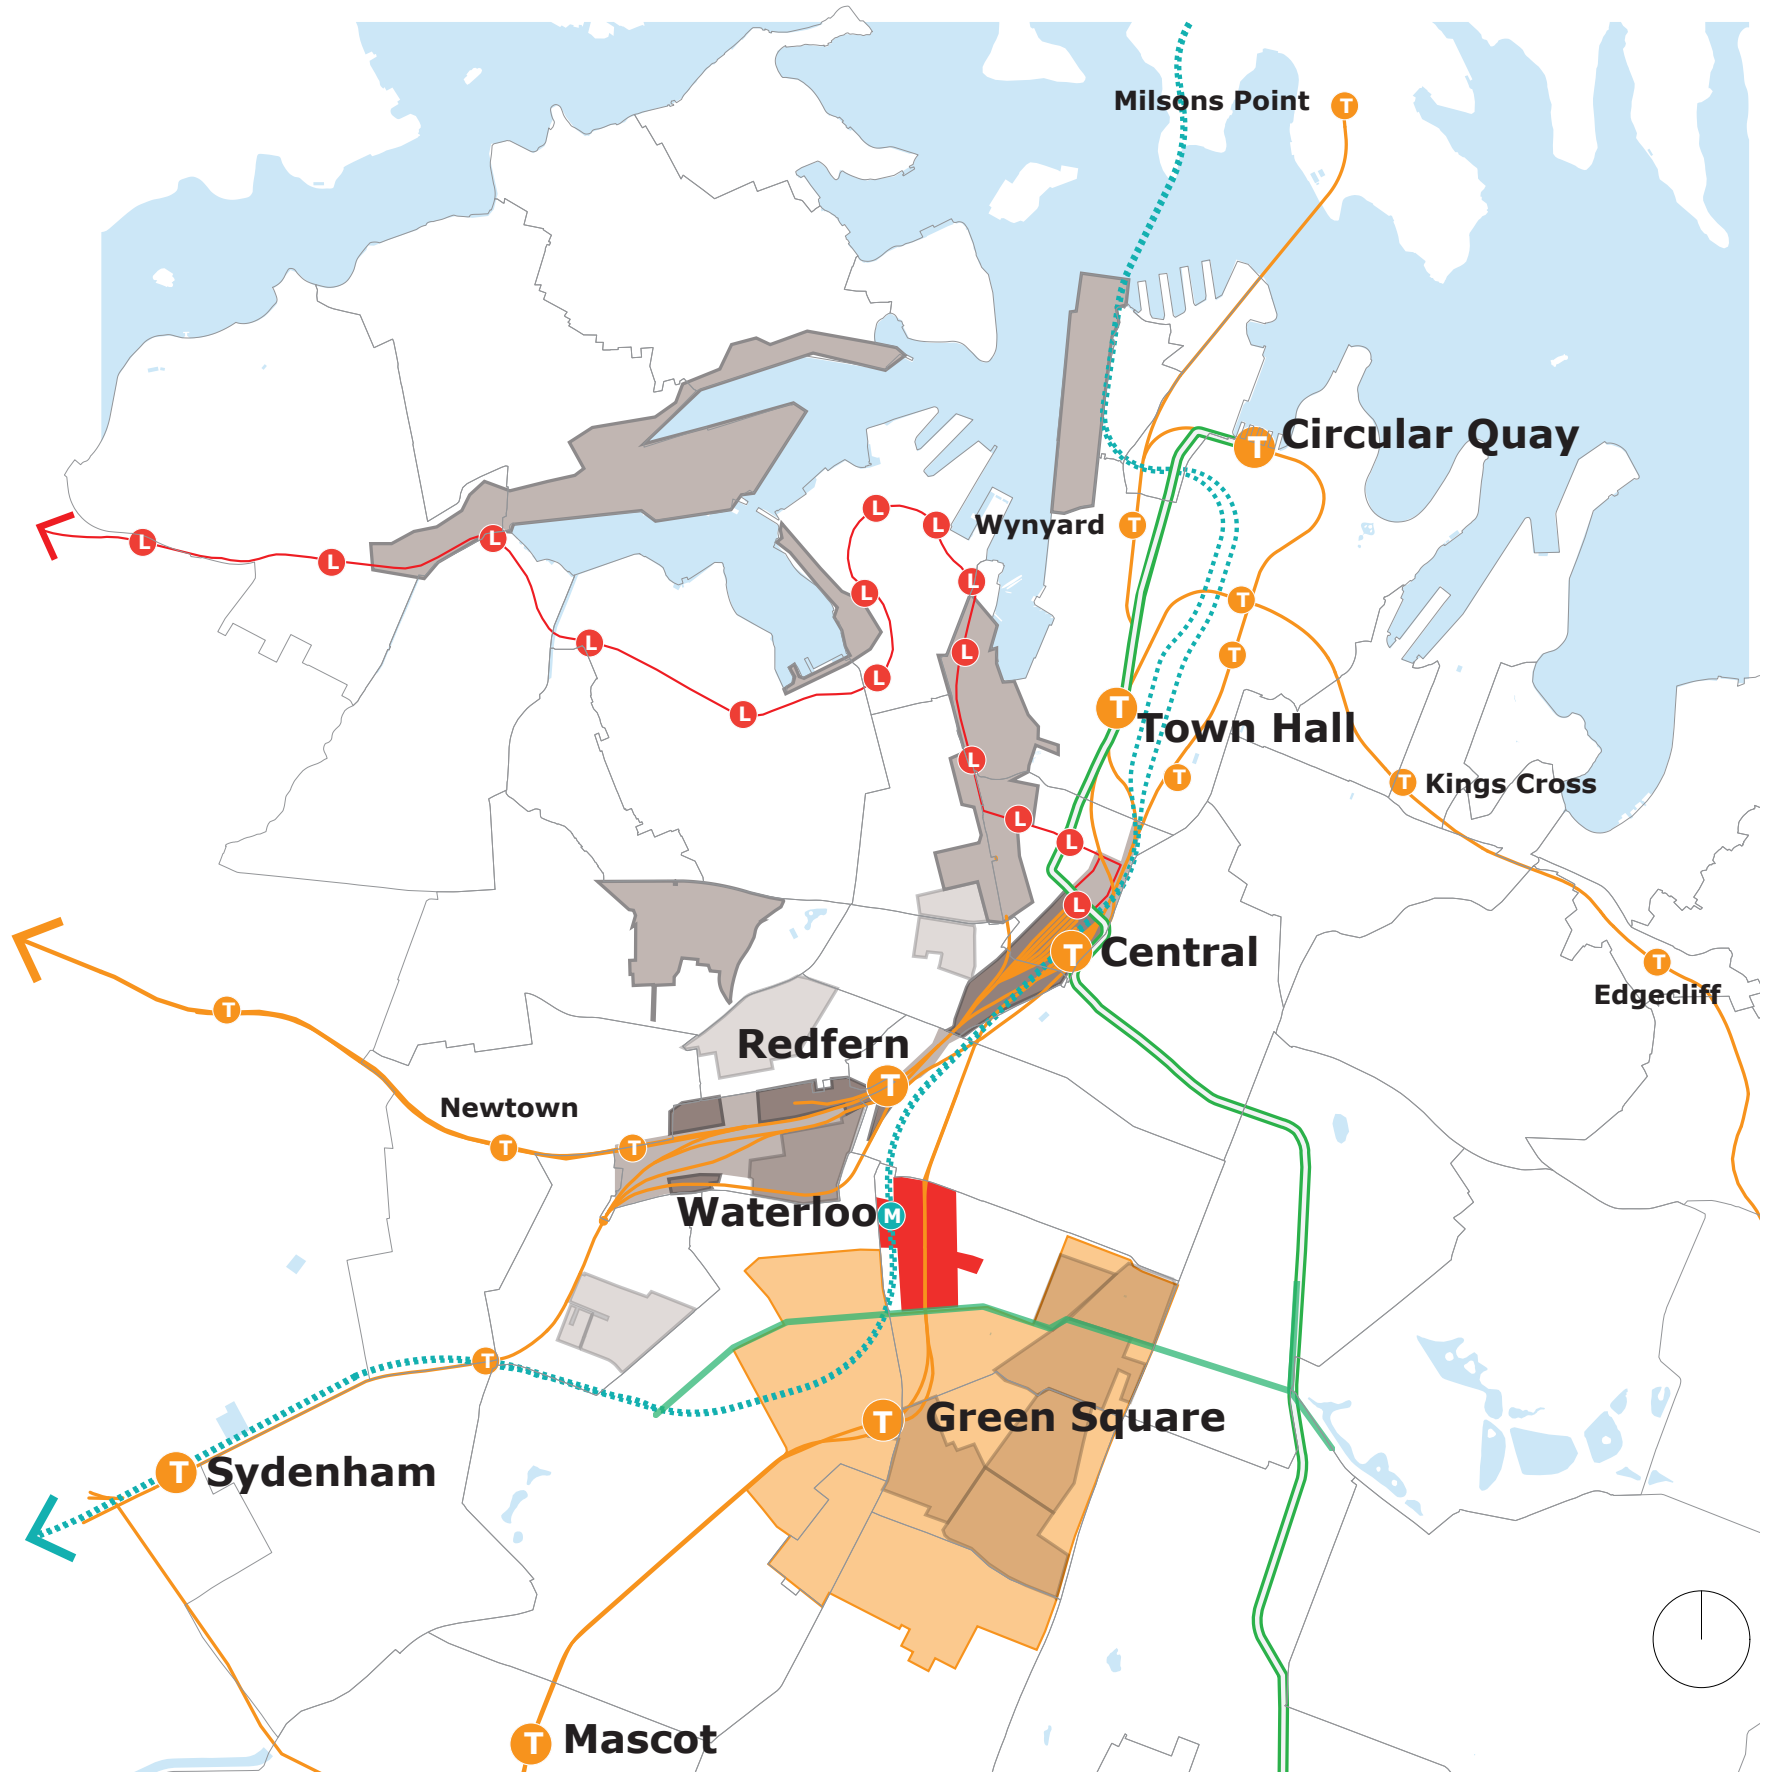 Milsons Point
T
Circular Quay
T
L
L
Wynyard
T
L
L
L
L
L
T
L
L
T
L
L
T
Town Hall
L
L
T
Kings Cross
T
L
L
L
T
Central
T
Edgecliff
T
Redfern
T
Newtown
T
T
Waterloo
M
T
T
Green Square
T
Sydenham
T
Mascot